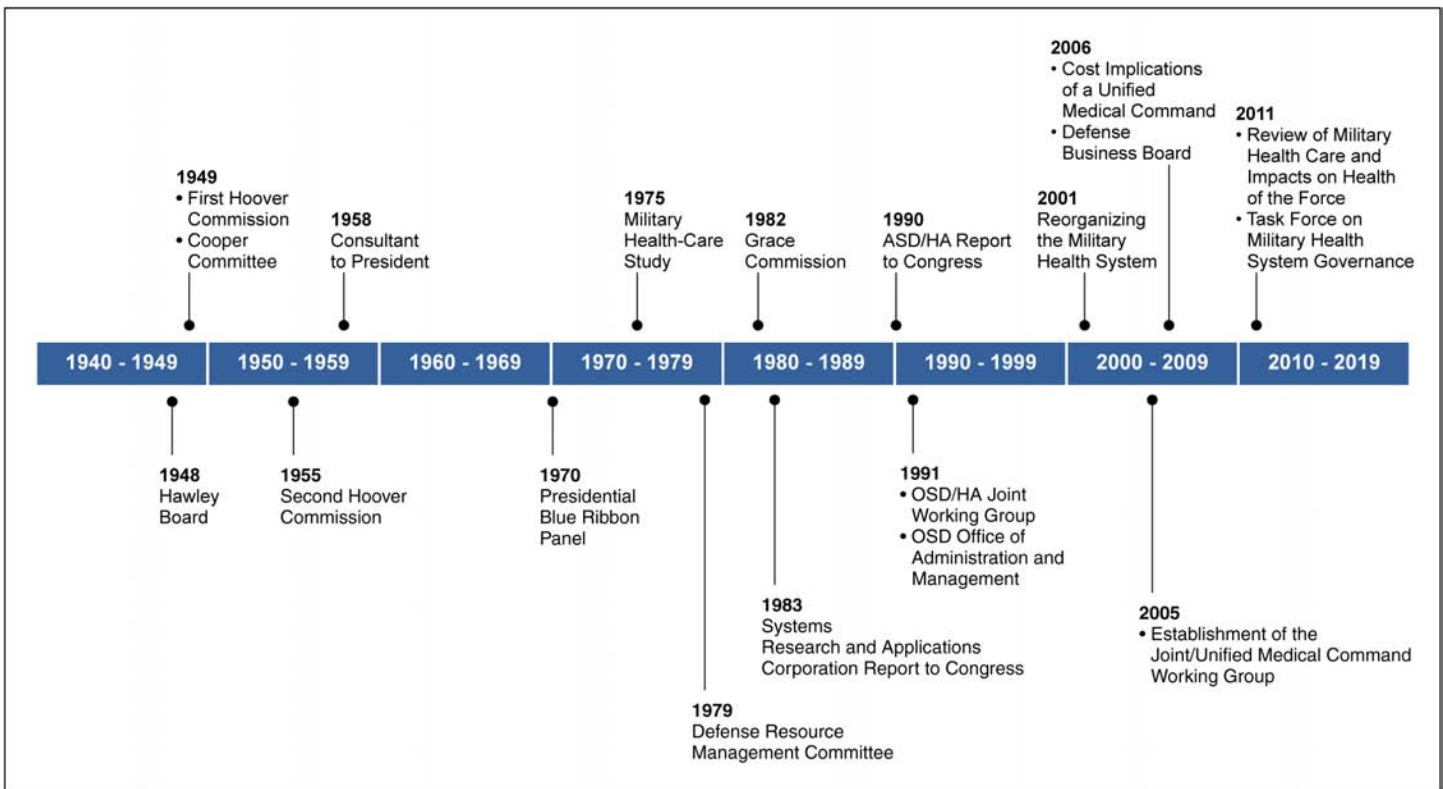 2006
• Cost Implications
of a Unified
Medical Command
• Defense
Business Board
2011
• Review of Military
Health Care and
Impacts on Health
of the Force
• Task Force on
Military Health
System Governance
1949
• First Hoover
Commission
• Cooper
Committee
1958
Consultant
to President
1975
Military
Health-Care
Study
1982
Grace
Commission
1990
ASD/HA Report
to Congress
2001
Reorganizing
the Military
Health System
1940 - 1949
1950 - 1959
1960 - 1969
1970 - 1979
1980 - 1989
1990 - 1999
2000 - 2009
2010 - 2019
1948
Hawley
Board
1955
Second Hoover
Commission
1970
Presidential
Blue Ribbon
Panel
1979
Defense Resource
Management Committee
1983
Systems
Research and Applications
Corporation Report to Congress
1991
• OSD/HA Joint
Working Group
• OSD Office of
Administration and
Management
2005
• Establishment of the
Joint/Unified Medical Command
Working Group